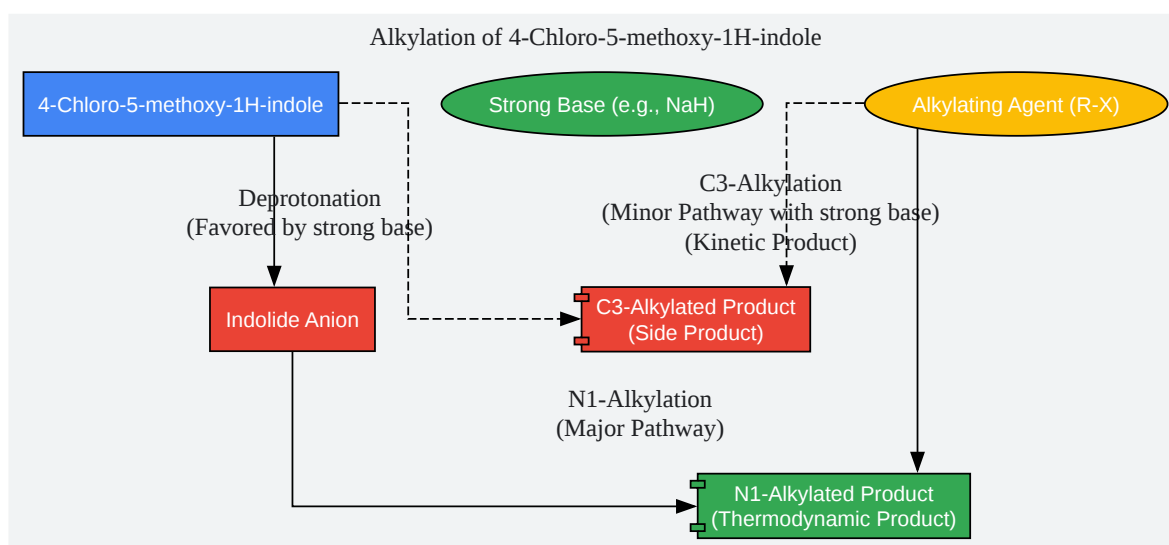 Alkylation of 4-Chloro-5-methoxy-1H-indole
4-Chloro-5-methoxy-1H-indole
Strong Base (e.g., NaH)
Alkylating Agent (R-X)
Deprotonation
(Favored by strong base)
C3-Alkylation
(Minor Pathway with strong base)
(Kinetic Product)
Indolide Anion
C3-Alkylated Product
(Side Product)
N1-Alkylation
(Major Pathway)
N1-Alkylated Product
(Thermodynamic Product)